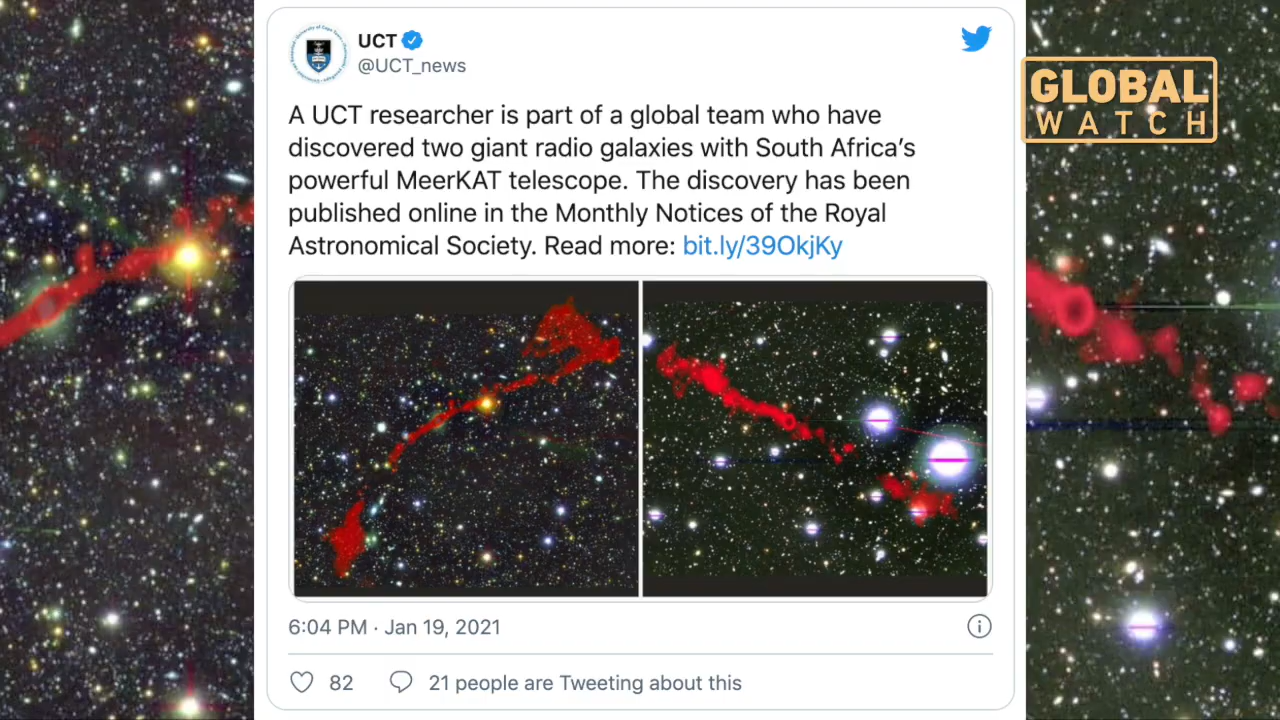 UCT
@UCT_news
GLOBAL
WATCH
A UCT researcher is part of a global team who have
discovered two giant radio galaxies with South Africa's
powerful MeerKAT telescope. The discovery has been
published online in the Monthly Notices of the Royal
Astronomical Society. Read more: bit.ly/39OkjKy
6:04 PM · Jan 19, 2021
82
21 people are Tweeting about this